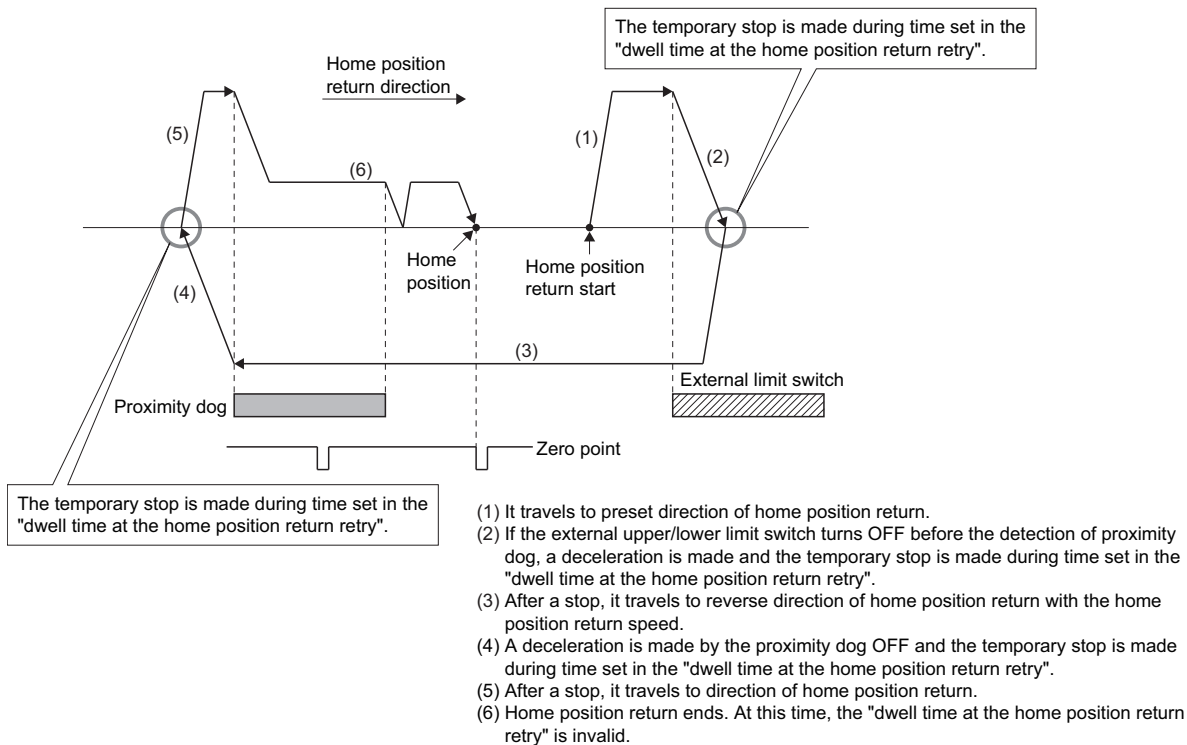 The temporary stop is made during time set in the
"dwell time at the home position return retry".
Home position
return direction
(5)
(6)
(1)
(2)
Home
position
Home position
return start
(4)
(3)
External limit switch
Proximity dog
Zero point
The temporary stop is made during time set in the
"dwell time at the home position return retry".
(1) It travels to preset direction of home position return.
(2) If the external upper/lower limit switch turns OFF before the detection of proximity
dog, a deceleration is made and the temporary stop is made during time set in the
"dwell time at the home position return retry".
(3) After a stop, it travels to reverse direction of home position return with the home
position return speed.
(4) A deceleration is made by the proximity dog OFF and the temporary stop is made
during time set in the "dwell time at the home position return retry".
(5) After a stop, it travels to direction of home position return.
(6) Home position return ends. At this time, the "dwell time at the home position return
retry" is invalid.